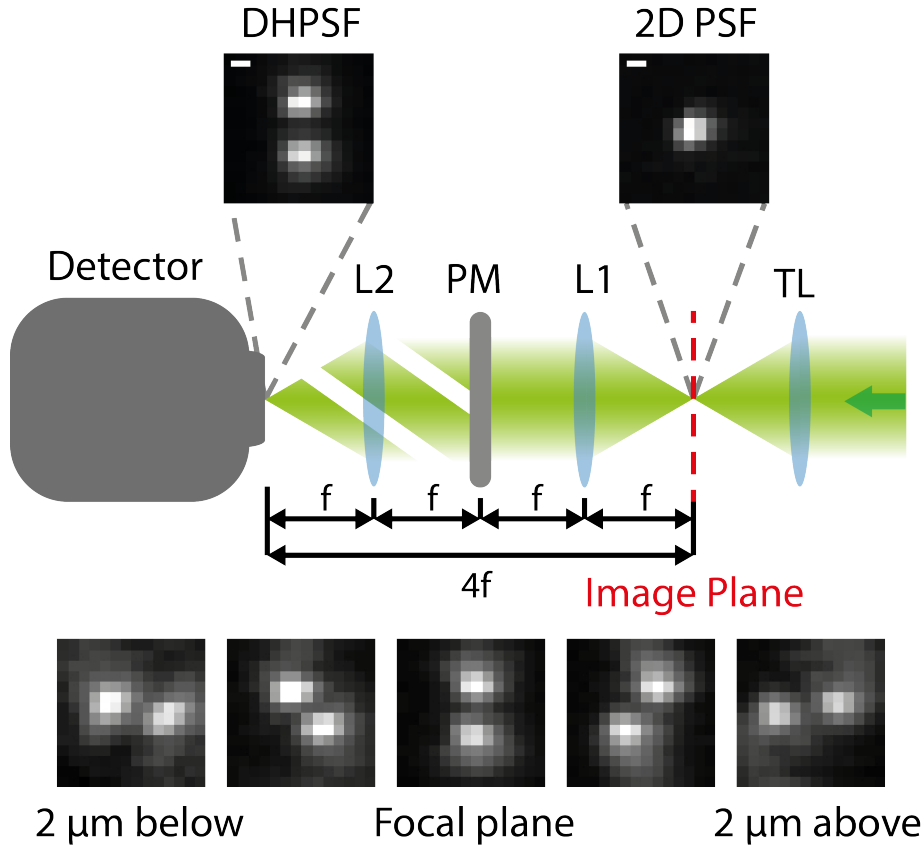 DHPSF
2D PSF
Detector
L2
PM
L1
TL
f
f
f
f
4f
Image Plane
2 µm below
Focal plane
2 µm above